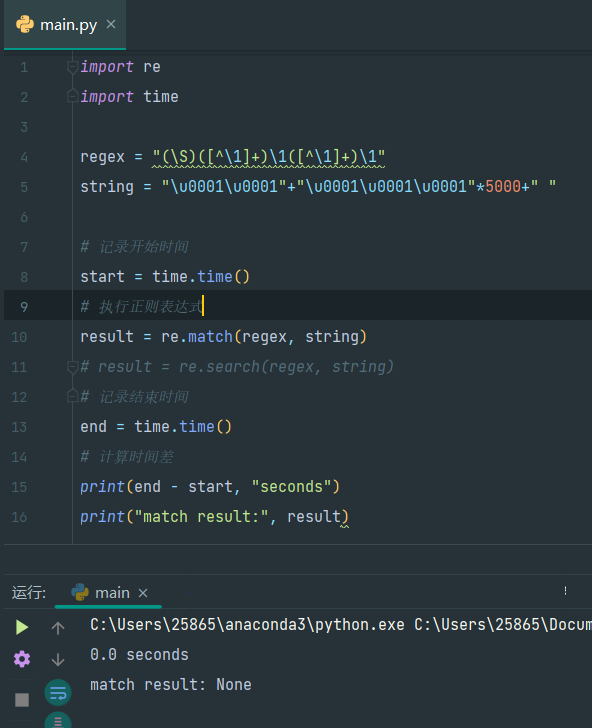 main.py ×
1 import re
2 import time
3
4 regex = "(\S)([^\1]+)\1([^\1]+)\1"
5 string = "\u0001\u0001"+"\u0001\u0001\u0001"*5000+" "
6
7 # 记录开始时间
8 start = time.time()
9 # 执行正则表达式
10 result = re.match(regex, string)
11 # result = re.search(regex, string)
12 # 记录结束时间
13 end = time.time()
14 # 计算时间差
15 print(end - start, "seconds")
16 print("match result:", result)
运行: main ×
C:\Users\25865\anaconda3\python.exe C:\Users\25865\Docum
0.0 seconds
match result: None